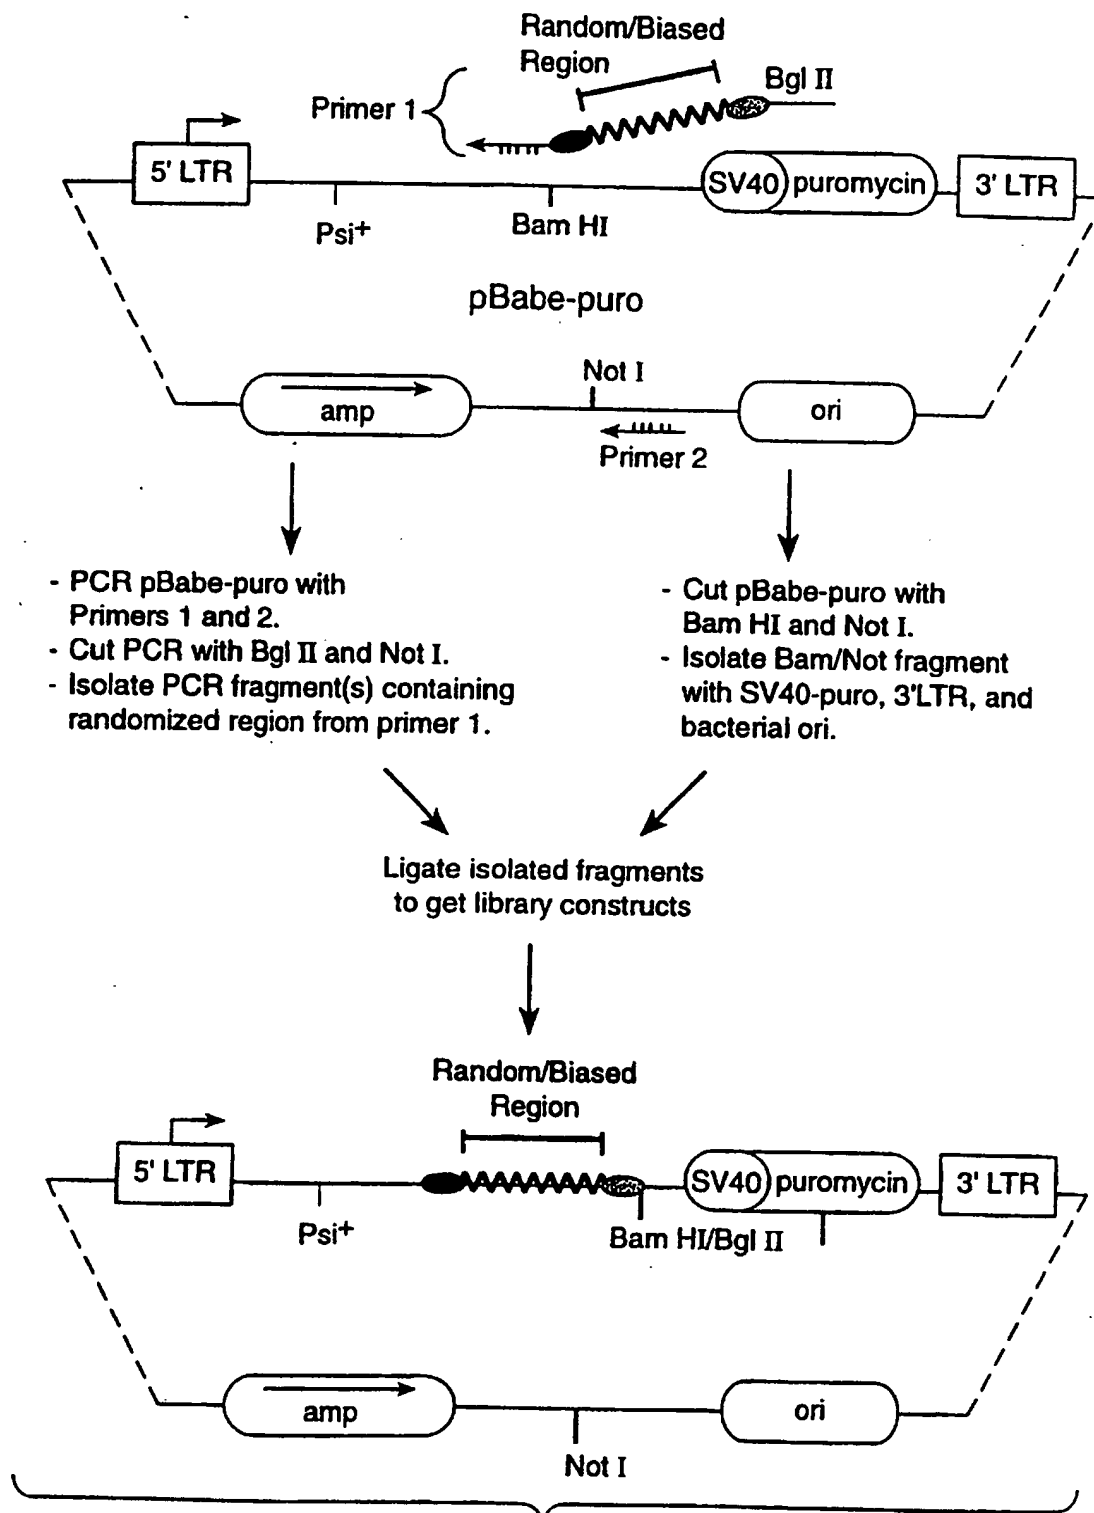 Random/Biased
Region
Bgl II
Primer 1
5' LTR
SV40
puromycin
3' LTR
Psi+
Bam HI
pBabe-puro
Not I
amp
ori
Primer 2
- PCR pBabe-puro with
Primers 1 and 2.
- Cut PCR with Bgl II and Not I.
- Isolate PCR fragment(s) containing
randomized region from primer 1.
- Cut pBabe-puro with
Bam HI and Not I.
- Isolate Bam/Not fragment
with SV40-puro, 3'LTR, and
bacterial ori.
Ligate isolated fragments
to get library constructs
Random/Biased
Region
5' LTR
SV40
puromycin
3' LTR
Psi+
Bam HI/Bgl II
amp
ori
Not I